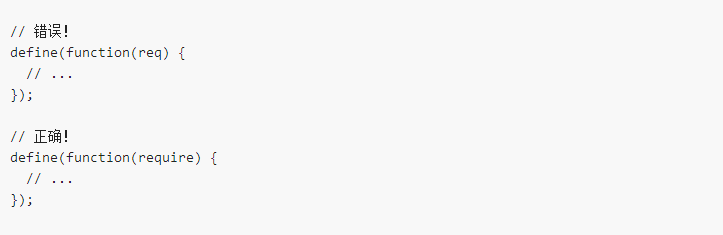 // 错误!
define(function(req) {
  // ...
});

// 正确!
define(function(require) {
  // ...
});